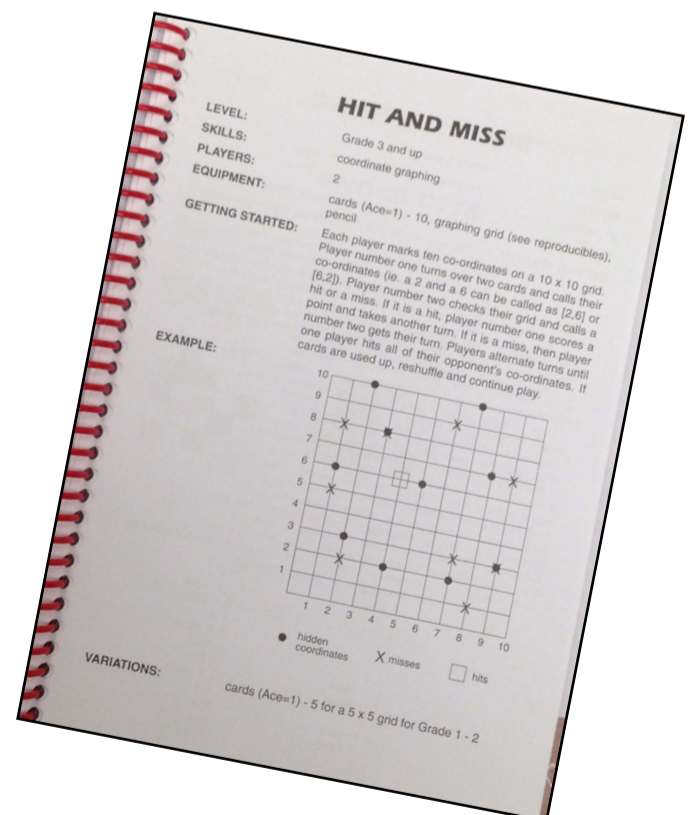 HIT AND MISS
LEVEL: Grade 3 and up
SKILLS: coordinate graphing
PLAYERS: 2
EQUIPMENT: cards (Ace=1) - 10, graphing grid (see reproducibles),
pencil
GETTING STARTED: Each player marks ten co-ordinates on a 10 x 10 grid.
Player number one turns over two cards and calls their
co-ordinates (ie. a 2 and a 6 can be called as [2,6] or
[6,2]). Player number two checks their grid and calls a
hit or a miss. If it is a hit, player number one scores a
point and takes another turn. If it is a miss, then player
number two gets their turn. Players alternate turns until
one player hits all of their opponent's co-ordinates. If
cards are used up, reshuffle and continue play.
EXAMPLE:
10
9
8
7
6
5
4
3
2
1
1 2 3 4 5 6 7 8 9 10
hidden
coordinates
X misses
hits
VARIATIONS:
cards (Ace=1) - 5 for a 5 x 5 grid for Grade 1 - 2